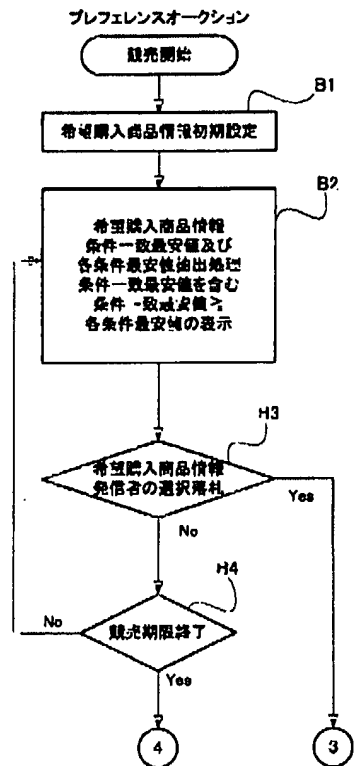 プレフェレンスオークション
競売開始
B1
希望購入商品情報初期設定
B2
希望購入商品情報
条件一致最安値及び
各条件最安値抽出処理
条件一致最安値を含む
条件一致最安値≧
各条件最安値の表示
H3
希望購入商品情報
発信者の選択落札
Yes
No
H4
No
競売期限終了
Yes
4
3